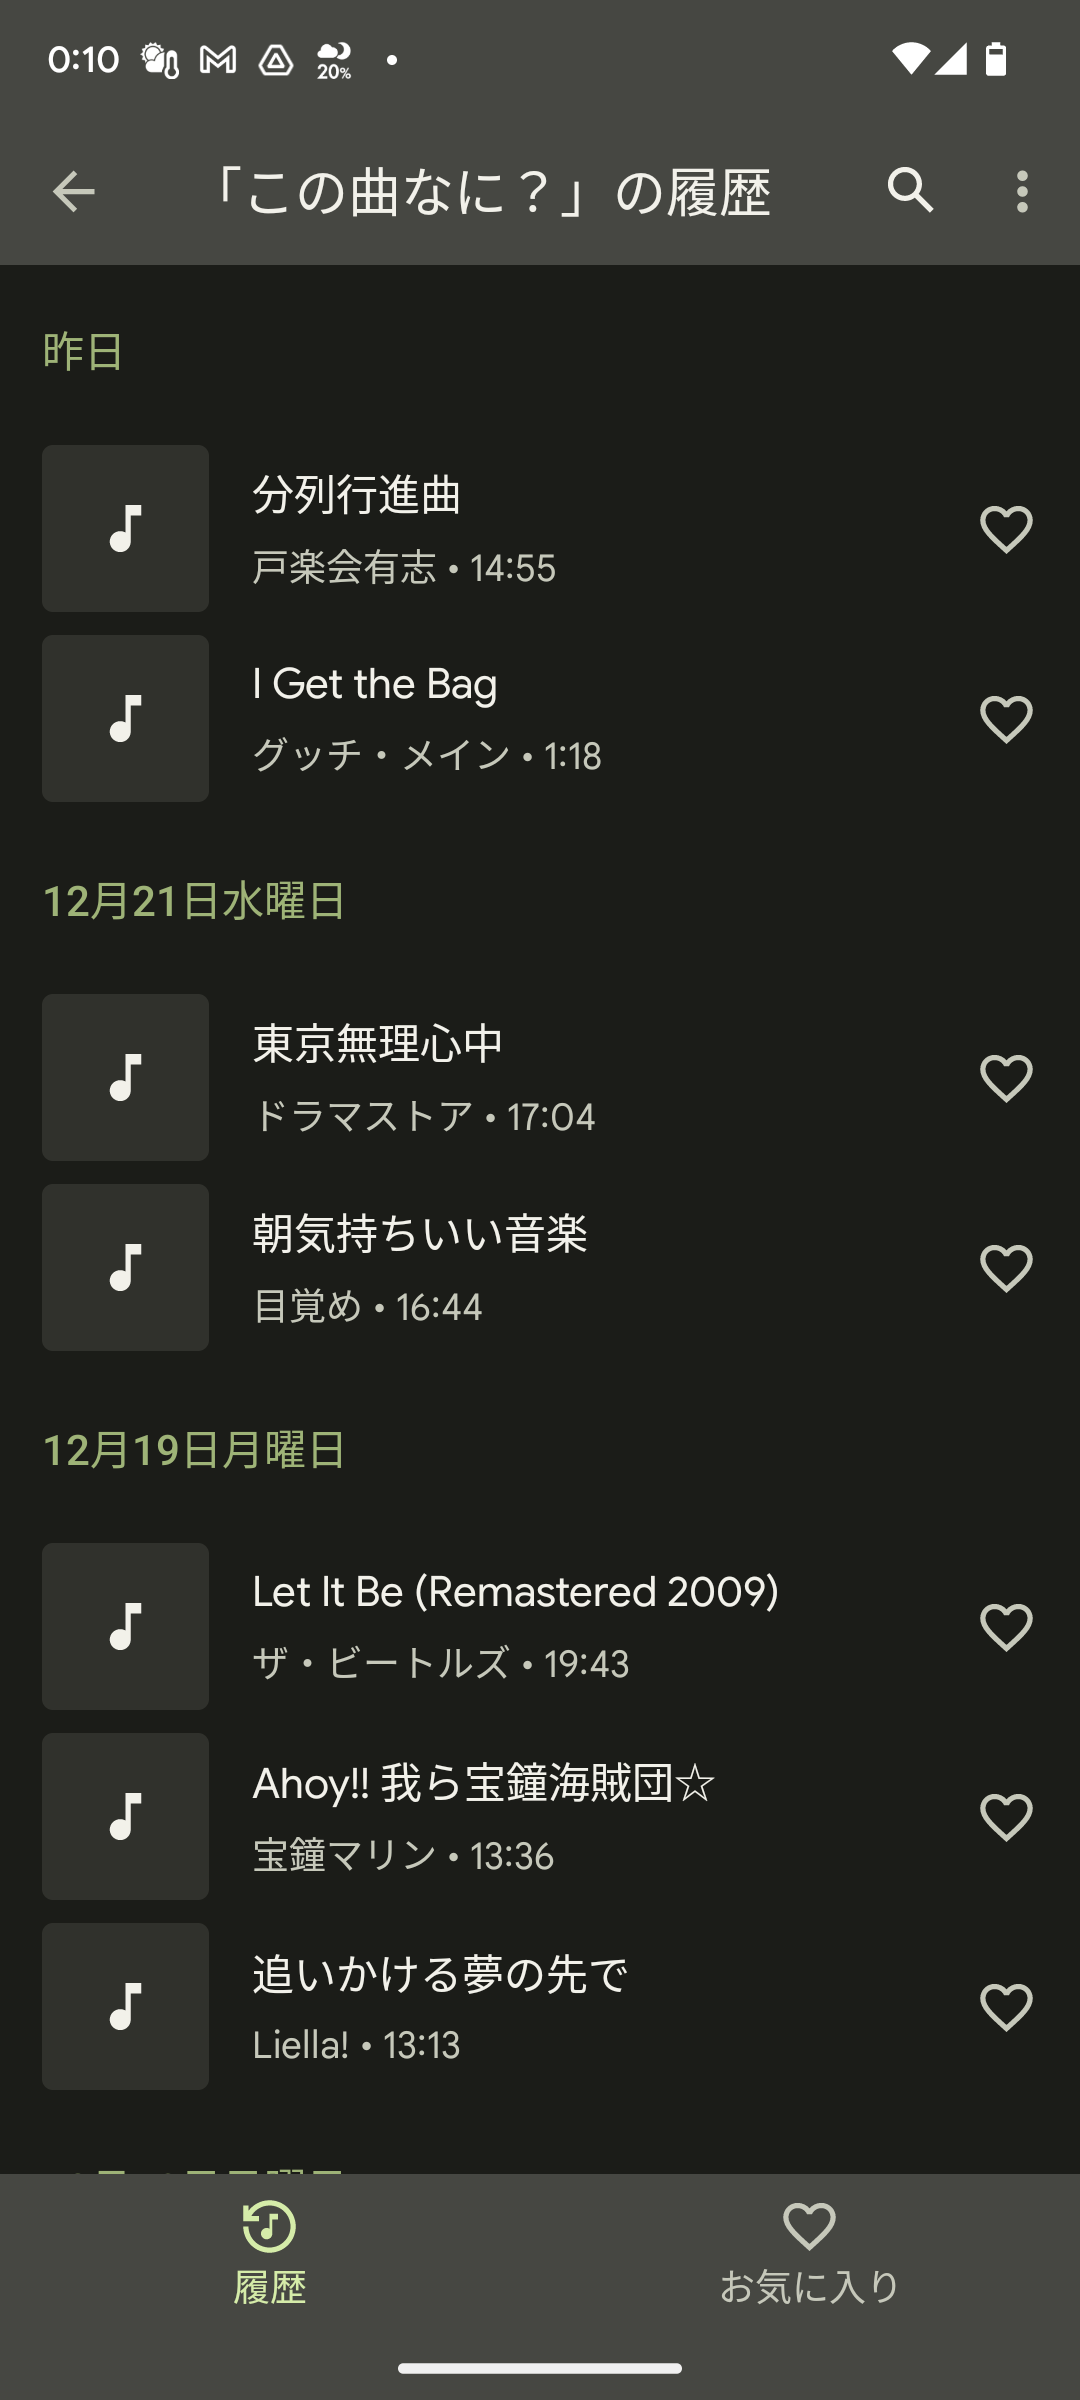 0:10
20%
「この曲なに？」の履歴
昨日
分列行進曲
戸楽会有志 • 14:55
I Get the Bag
グッチ・メイン • 1:18
12月21日水曜日
東京無理心中
ドラマストア • 17:04
朝気持ちいい音楽
目覚め • 16:44
12月19日月曜日
Let It Be (Remastered 2009)
ザ・ビートルズ • 19:43
Ahoy!! 我ら宝鐘海賊団☆
宝鐘マリン • 13:36
追いかける夢の先で
Liella! • 13:13
履歴
お気に入り